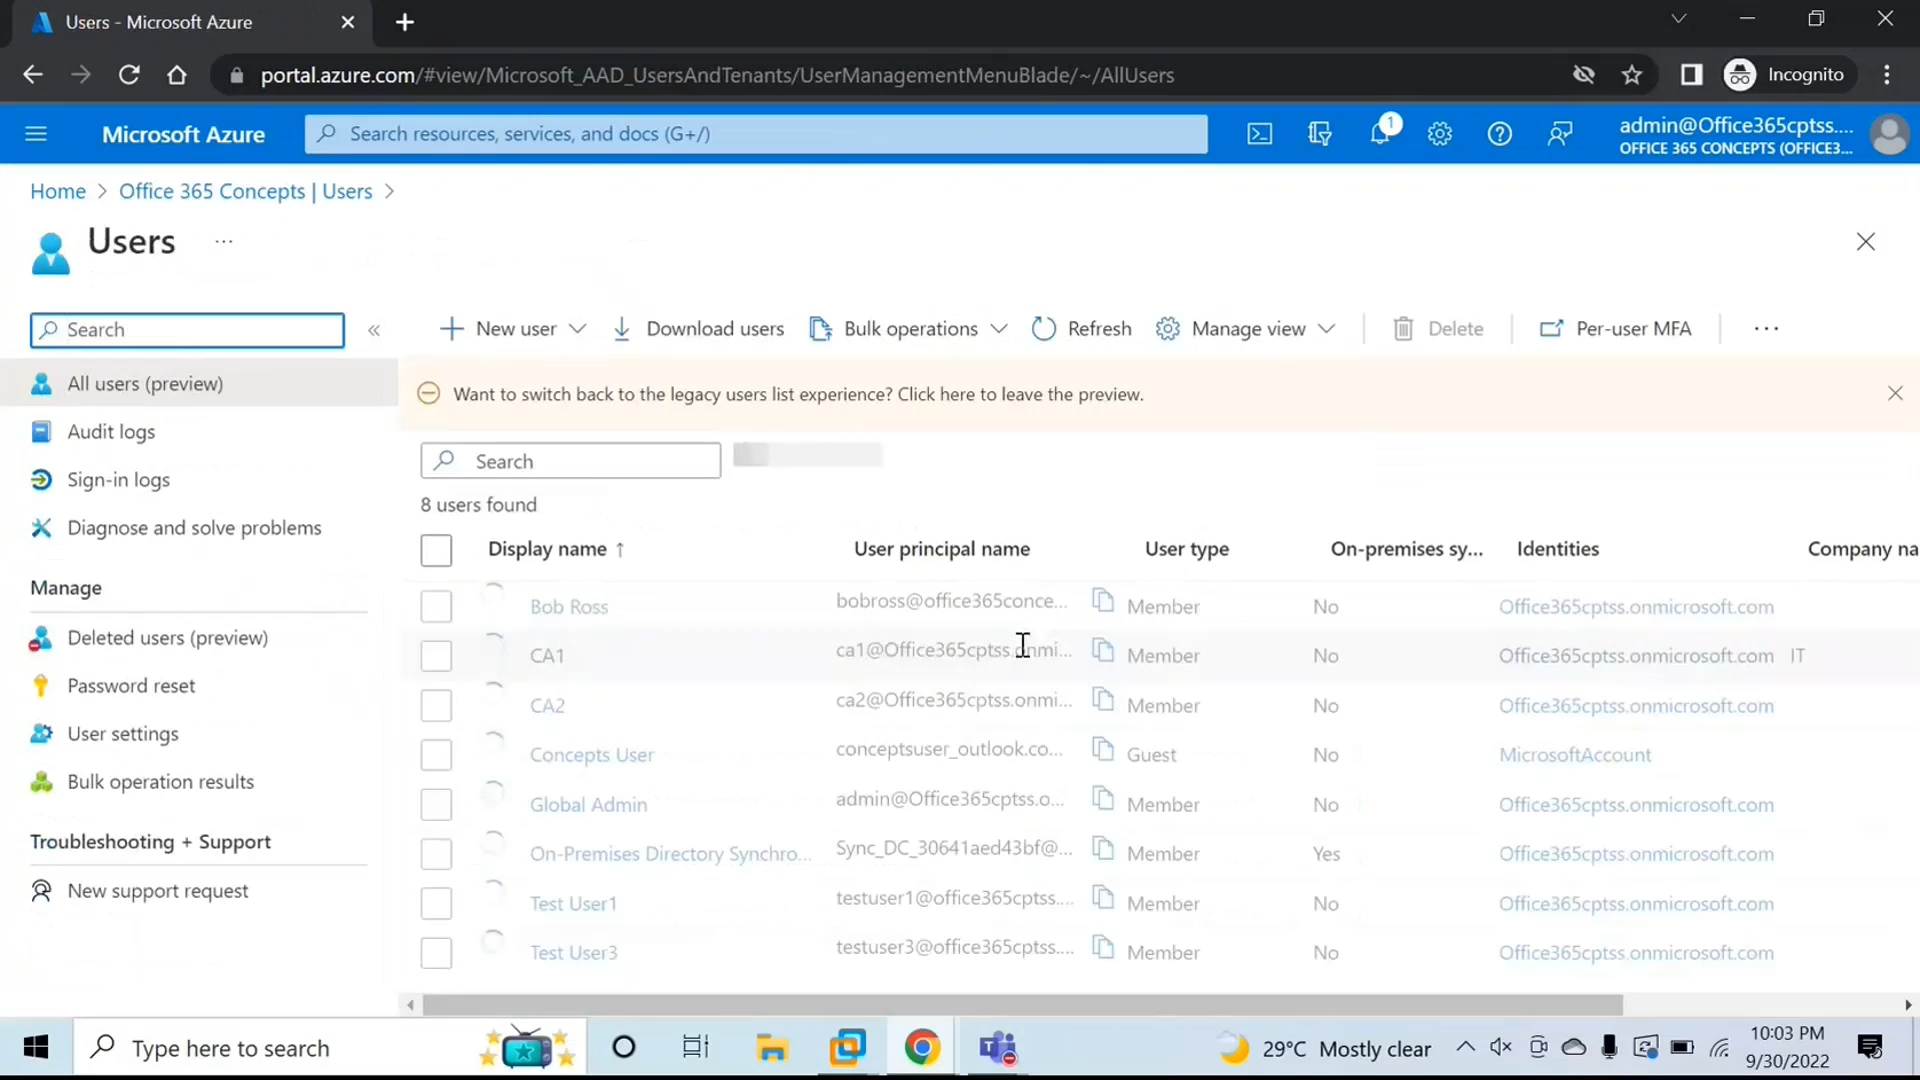 Users - Microsoft Azure
portal.azure.com/#view/Microsoft_AAD_UsersAndTenants/UserManagementMenuBlade/~/AllUsers
Incognito
Microsoft Azure
Search resources, services, and docs (G+/)
1
admin@Office365cptss....
OFFICE 365 CONCEPTS (OFFICE3...
Home > Office 365 Concepts | Users >
Users ...
Search
«
New user
Download users
Bulk operations
Refresh
Manage view
Delete
Per-user MFA
...
All users (preview)
Audit logs
Sign-in logs
Diagnose and solve problems
Manage
Deleted users (preview)
Password reset
User settings
Bulk operation results
Troubleshooting + Support
New support request
Want to switch back to the legacy users list experience? Click here to leave the preview.
Search
8 users found
Display name ↑ User principal name User type On-premises sy... Identities Company na
Bob Ross bobross@office365conce... Member No Office365cptss.onmicrosoft.com
CA1 ca1@Office365cptss.onmi... Member No Office365cptss.onmicrosoft.com IT
CA2 ca2@Office365cptss.onmi... Member No Office365cptss.onmicrosoft.com
Concepts User conceptsuser_outlook.co... Guest No MicrosoftAccount
Global Admin admin@Office365cptss.o... Member No Office365cptss.onmicrosoft.com
On-Premises Directory Synchro... Sync_DC_30641aed43bf@... Member Yes Office365cptss.onmicrosoft.com
Test User1 testuser1@office365cptss.... Member No Office365cptss.onmicrosoft.com
Test User3 testuser3@office365cptss.... Member No Office365cptss.onmicrosoft.com
Type here to search
29°C Mostly clear
10:03 PM
9/30/2022